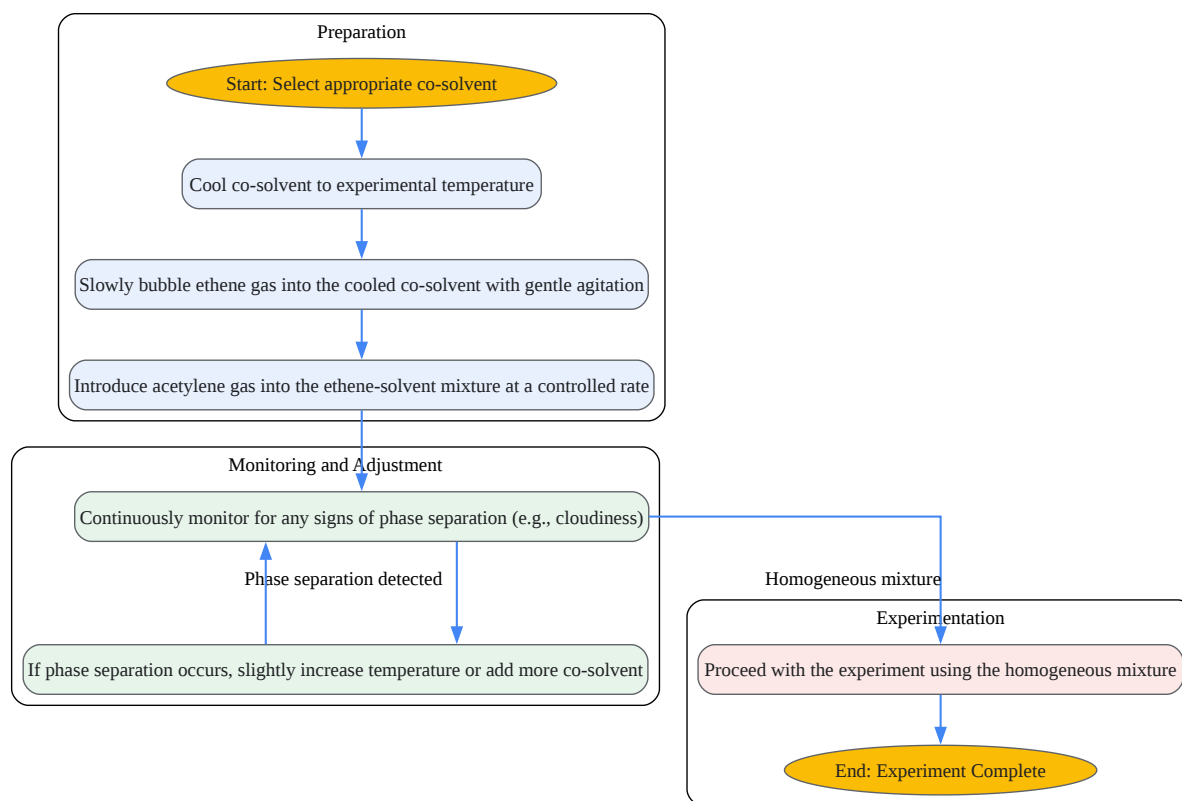 Preparation
Start: Select appropriate co-solvent
Cool co-solvent to experimental temperature
Slowly bubble ethene gas into the cooled co-solvent with gentle agitation
Introduce acetylene gas into the ethene-solvent mixture at a controlled rate
Monitoring and Adjustment
Continuously monitor for any signs of phase separation (e.g., cloudiness)
Phase separation detected
Homogeneous mixture
If phase separation occurs, slightly increase temperature or add more co-solvent
Experimentation
Proceed with the experiment using the homogeneous mixture
End: Experiment Complete